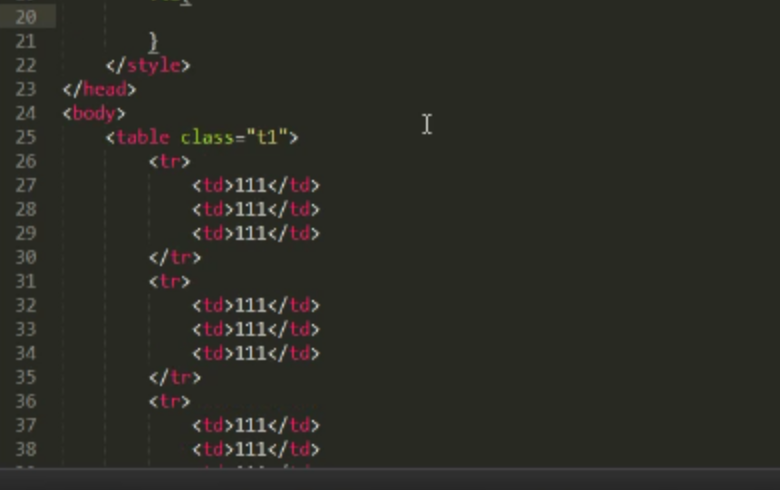 20
21 }
22 </style>
23 </head>
24 <body>
25 <table class="t1">
26 <tr>
27 <td>111</td>
28 <td>111</td>
29 <td>111</td>
30 </tr>
31 <tr>
32 <td>111</td>
33 <td>111</td>
34 <td>111</td>
35 </tr>
36 <tr>
37 <td>111</td>
38 <td>111</td>